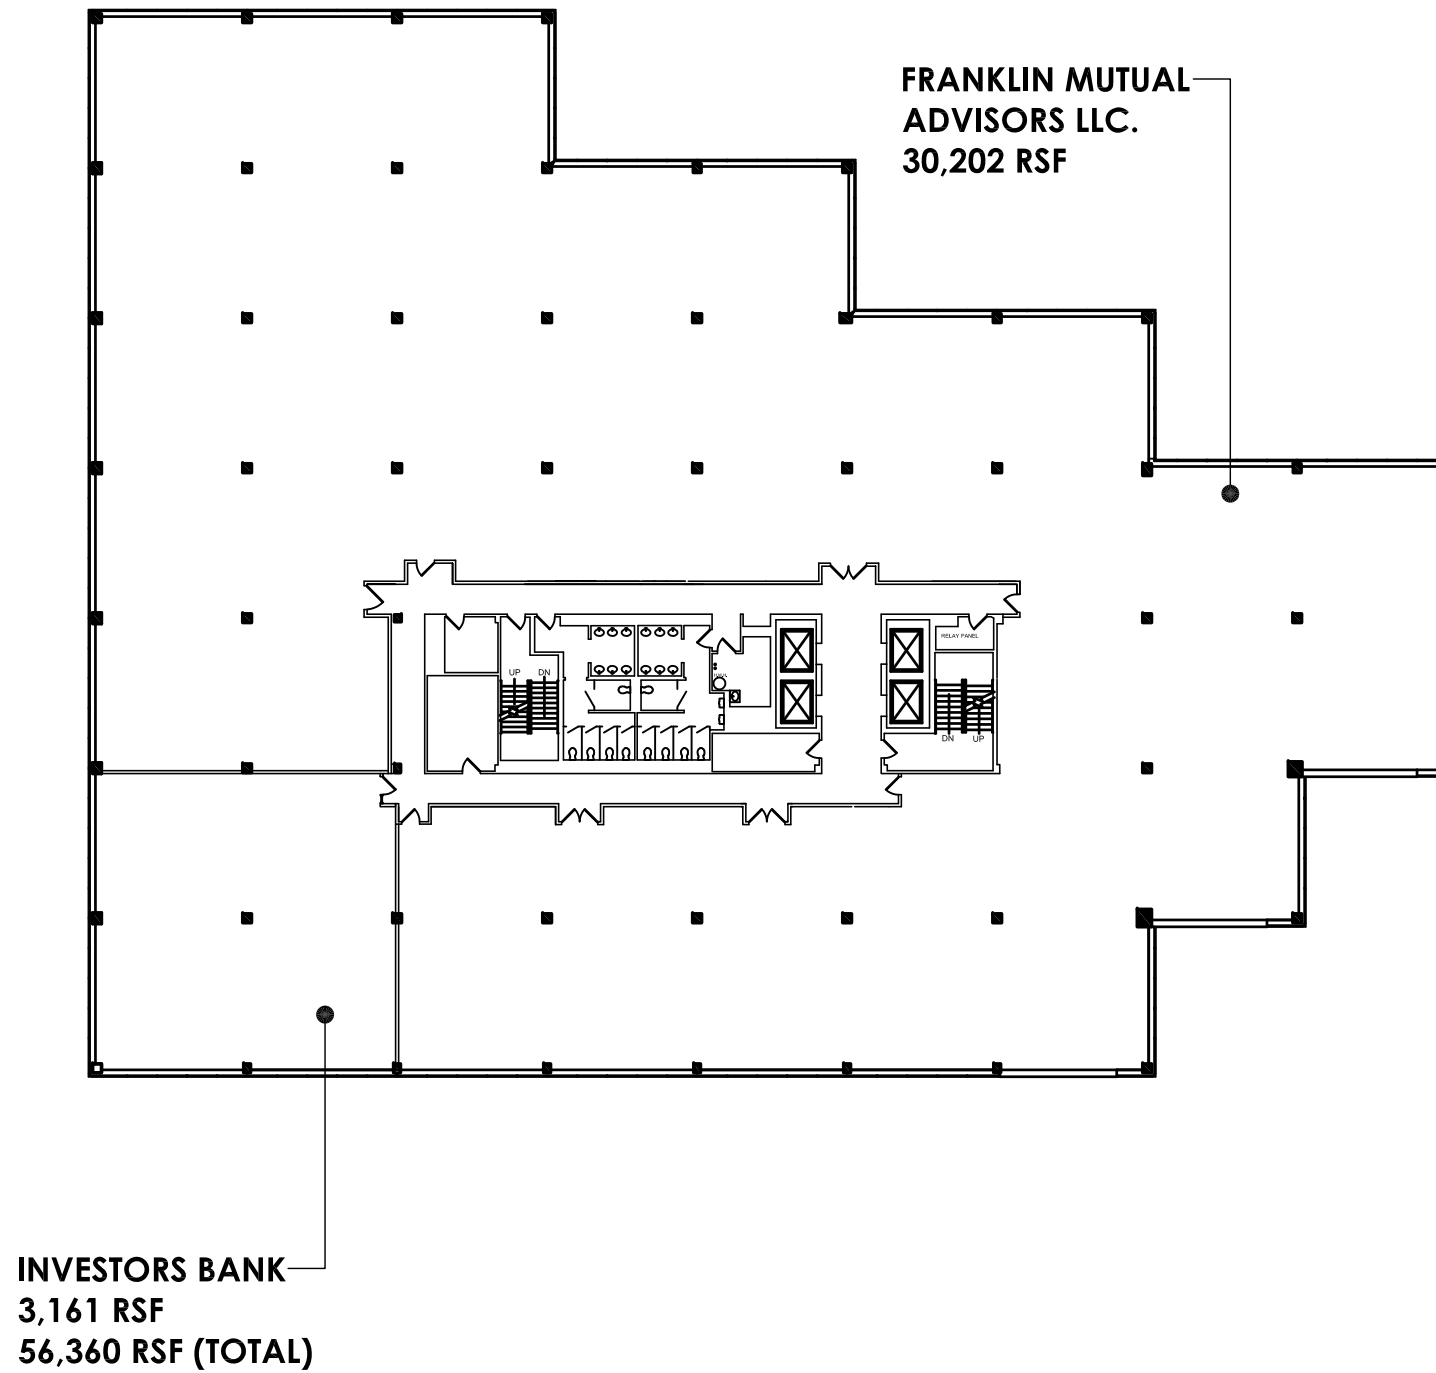 FRANKLIN MUTUAL
ADVISORS LLC.
30,202 RSF
RELAY PANEL
UP DN
DN UP
INVESTORS BANK
3,161 RSF
56,360 RSF (TOTAL)